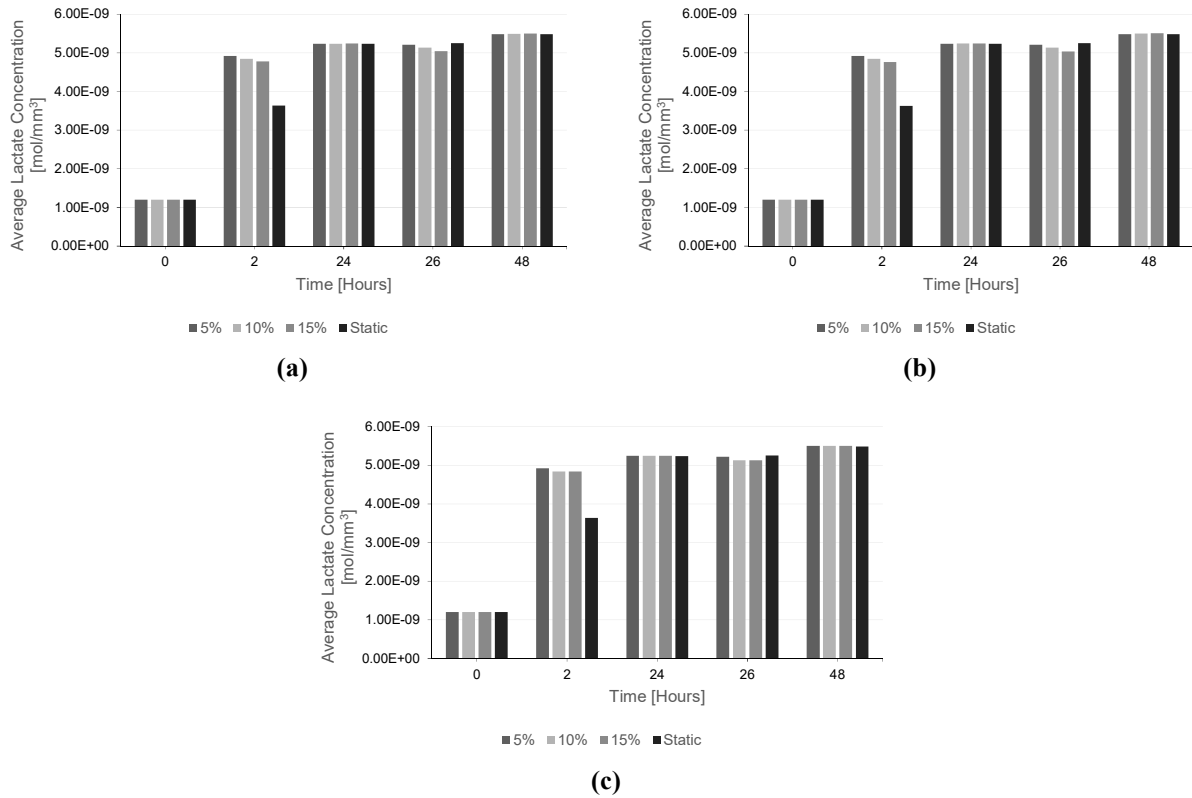 6.00E-09
5.00E-09
4.00E-09
3.00E-09
2.00E-09
1.00E-09
0.00E+00
Average Lactate Concentration
[mol/mm³]
0 2 24 26 48
Time [Hours]
5% 10% 15% Static
(a)
6.00E-09
5.00E-09
4.00E-09
3.00E-09
2.00E-09
1.00E-09
0.00E+00
Average Lactate Concentration
[mol/mm³]
0 2 24 26 48
Time [Hours]
5% 10% 15% Static
(b)
6.00E-09
5.00E-09
4.00E-09
3.00E-09
2.00E-09
1.00E-09
0.00E+00
Average Lactate Concentration
[mol/mm³]
0 2 24 26 48
Time [Hours]
5% 10% 15% Static
(c)